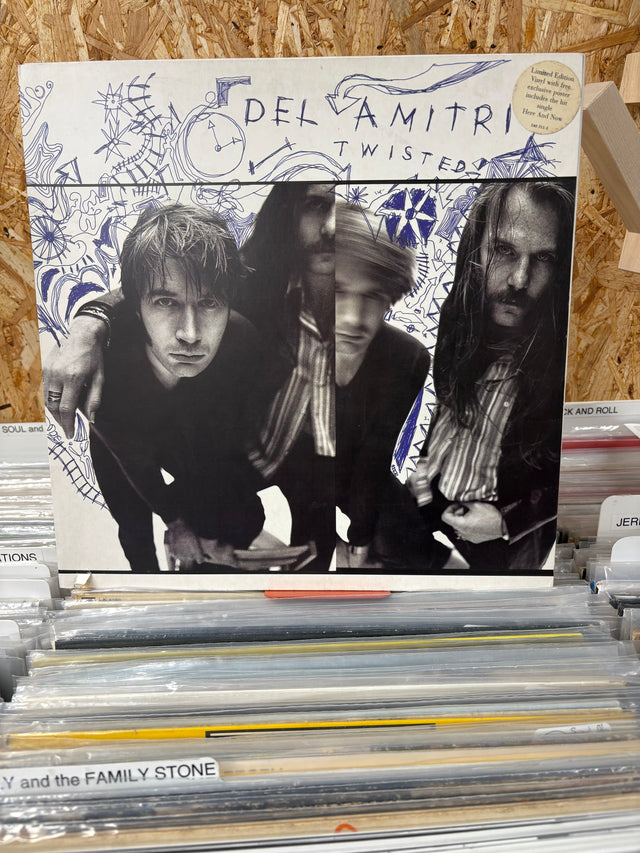 DEL AMITRI
TWISTED
Limited Edition
Vinyl with free
exclusive poster
includes the hit
single
Here And Now
SOUL and
CK AND ROLL
JER
TIONS
Y and the FAMILY STONE